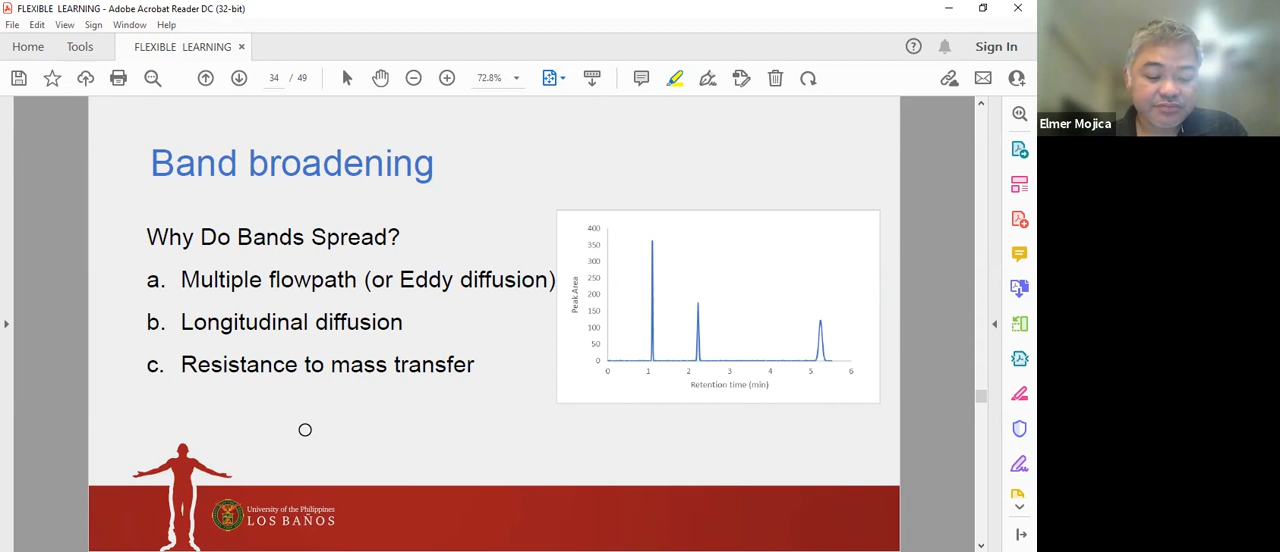 FLEXIBLE LEARNING - Adobe Acrobat Reader DC (32-bit)
File Edit View Sign Window Help
Home Tools FLEXIBLE LEARNING × Sign In
34 / 49 72.8%
Elmer Mojica
Band broadening
Why Do Bands Spread?
a. Multiple flowpath (or Eddy diffusion)
b. Longitudinal diffusion
c. Resistance to mass transfer
400
350
300
250
200
150
100
50
0
Peak Area
0 1 2 3 4 5 6
Retention time (min)
University of the Philippines
LOS BAÑOS